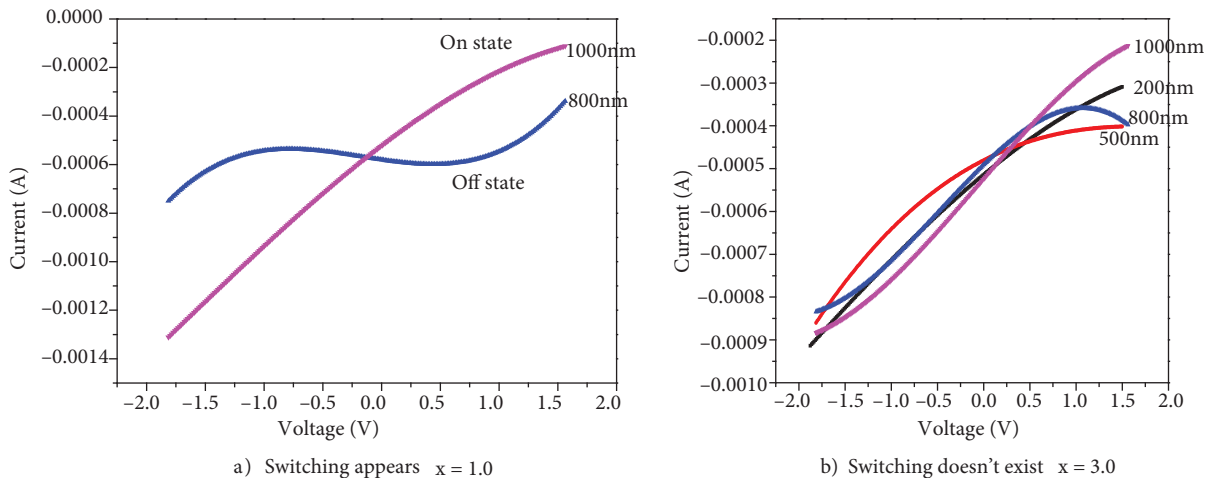 0.0000
−0.0002
−0.0004
−0.0006
−0.0008
−0.0010
−0.0012
−0.0014
Current (A)
On state
1000nm
800nm
Off state
−2.0 −1.5 −1.0 −0.5 0.0 0.5 1.0 1.5 2.0
Voltage (V)
a) Switching appears x = 1.0
−0.0002
−0.0003
−0.0004
−0.0005
−0.0006
−0.0007
−0.0008
−0.0009
−0.0010
Current (A)
1000nm
200nm
800nm
500nm
−2.0 −1.5 −1.0 −0.5 0.0 0.5 1.0 1.5 2.0
Voltage (V)
b) Switching doesn't exist x = 3.0